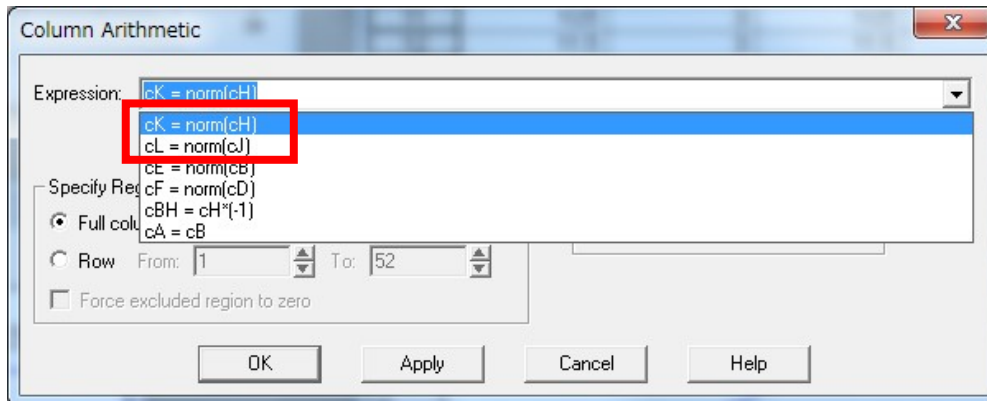 Column Arithmetic
Expression: cK = norm(cH)
cK = norm(cH)
cL = norm(cJ)
cE = norm(cB)
cF = norm(cD)
cBH = cH*(-1)
cA = cB
Specify Reg
Full colu
Row From: 1 To: 52
Force excluded region to zero
OK Apply Cancel Help